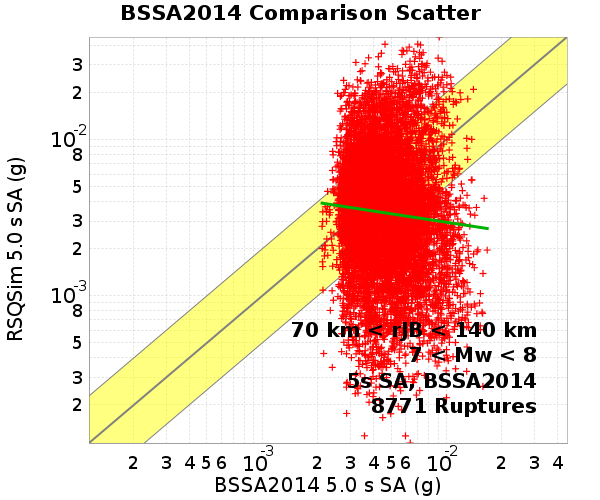 BSSA2014 Comparison Scatter
RSQSim 5.0 s SA (g)
3
2
10-2
8
5
3
2
10-3
8
5
3
2
70 km < rJB < 140 km
7 < Mw < 8
5s SA, BSSA2014
8771 Ruptures
2 3 4 5 6 10-3 2 3 4 5 6 10-2 2 3 4
BSSA2014 5.0 s SA (g)